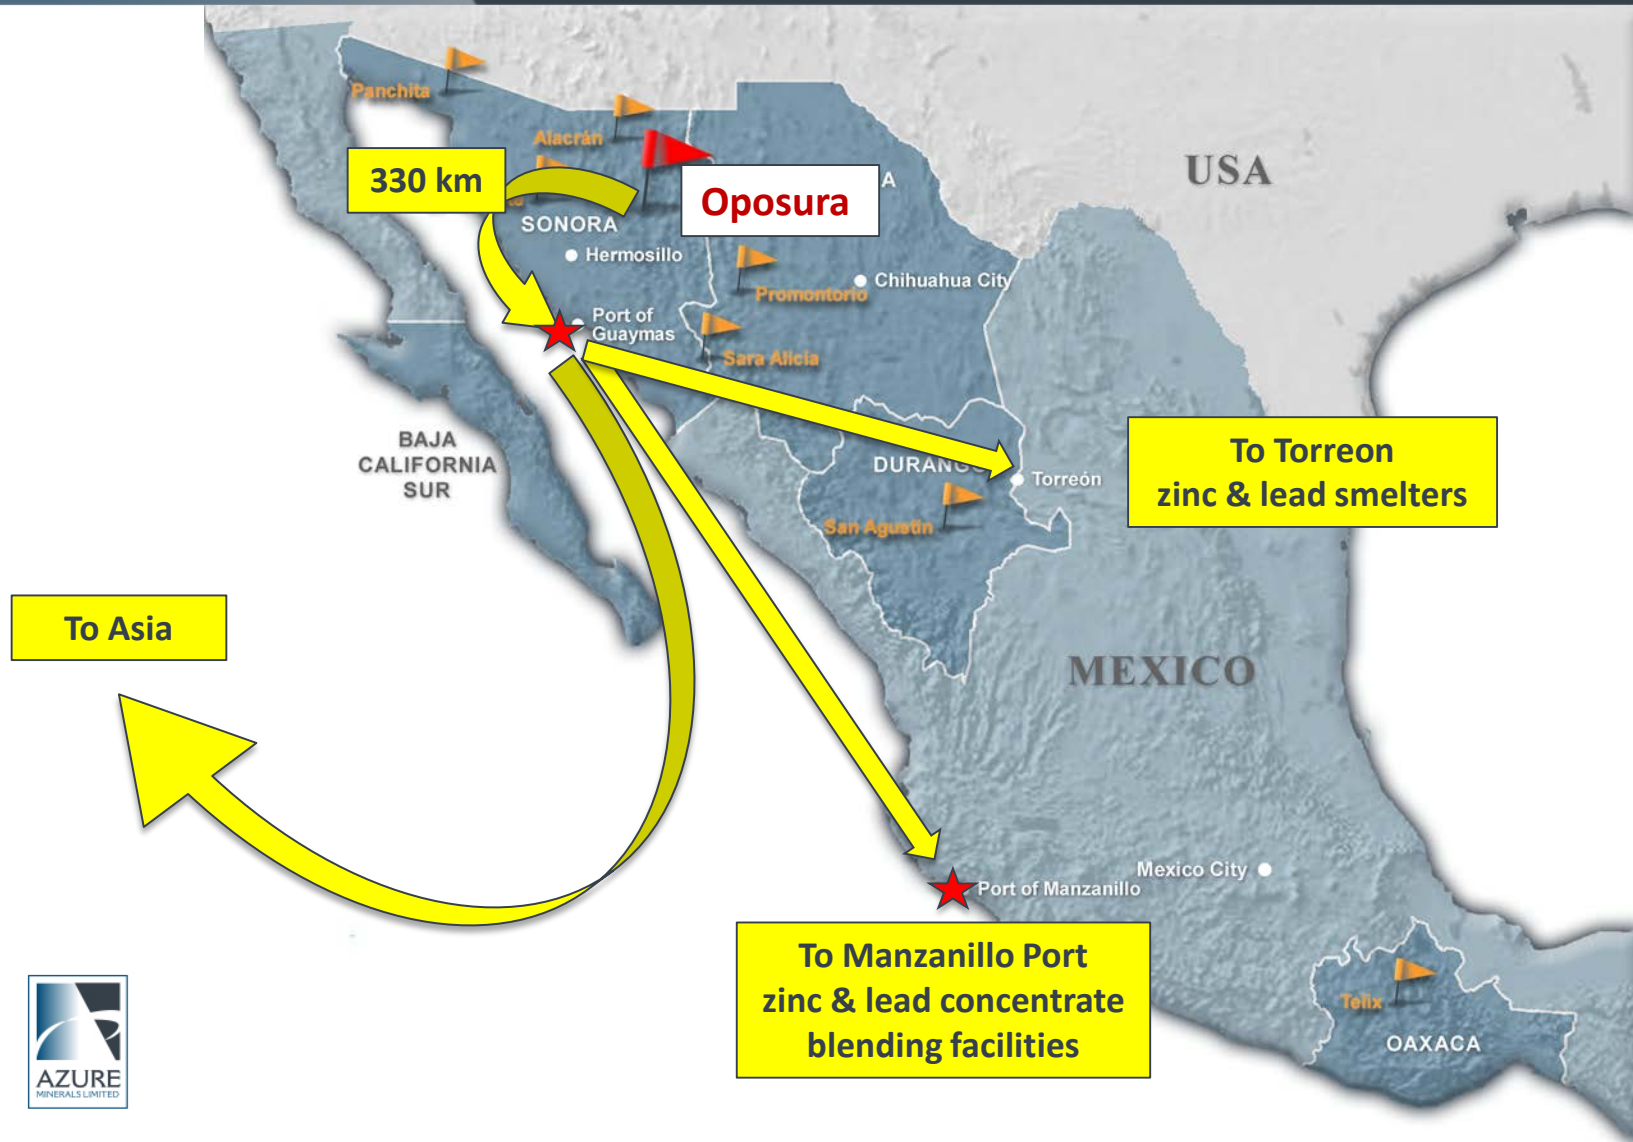 Panchita
Alacrán
330 km
Oposura
A
USA
SONORA
Hermosillo
Chihuahua City
Promontorio
Port of
Guaymas
Sara Alicia
BAJA
CALIFORNIA
SUR
To Torreon
zinc & lead smelters
DURANGO
Torreón
San Agustin
To Asia
MEXICO
Mexico City
Port of Manzanillo
To Manzanillo Port
zinc & lead concentrate
blending facilities
Telix
OAXACA
AZURE
MINERALS LIMITED